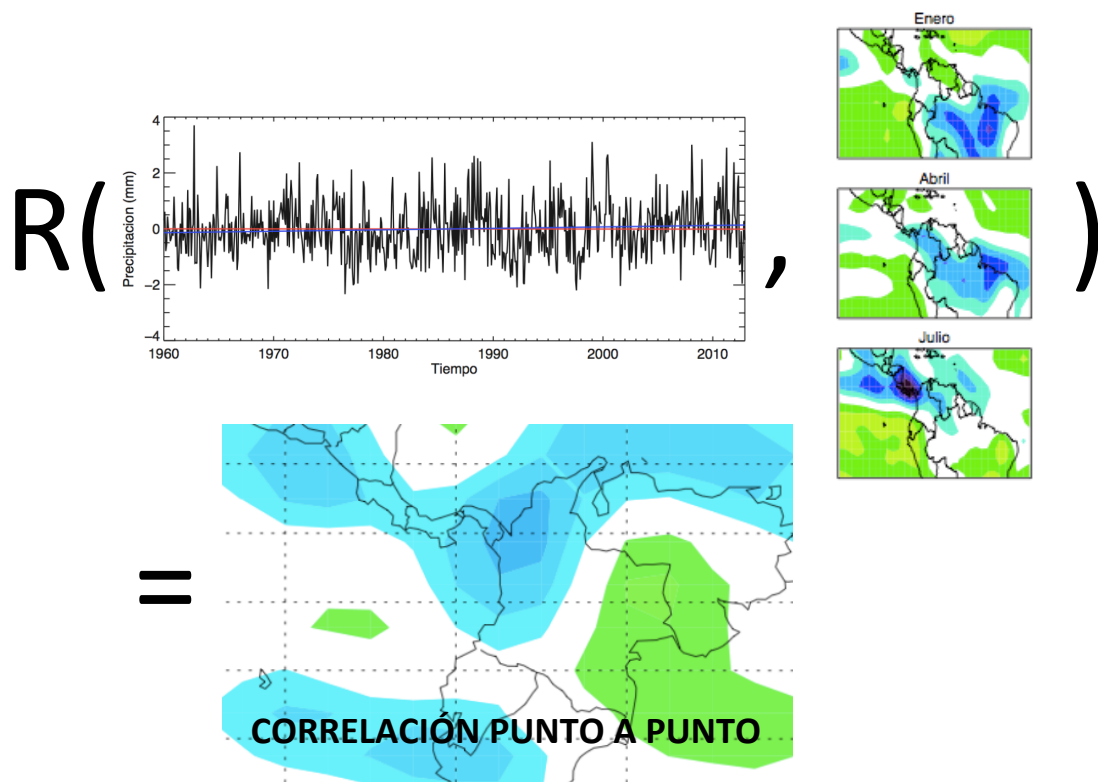 Enero
R(
4
2
0
−2
−4
Precipitacion (mm)
1960 1970 1980 1990 2000 2010
Tiempo
,
Abril
Julio
)
=
CORRELACIÓN PUNTO A PUNTO